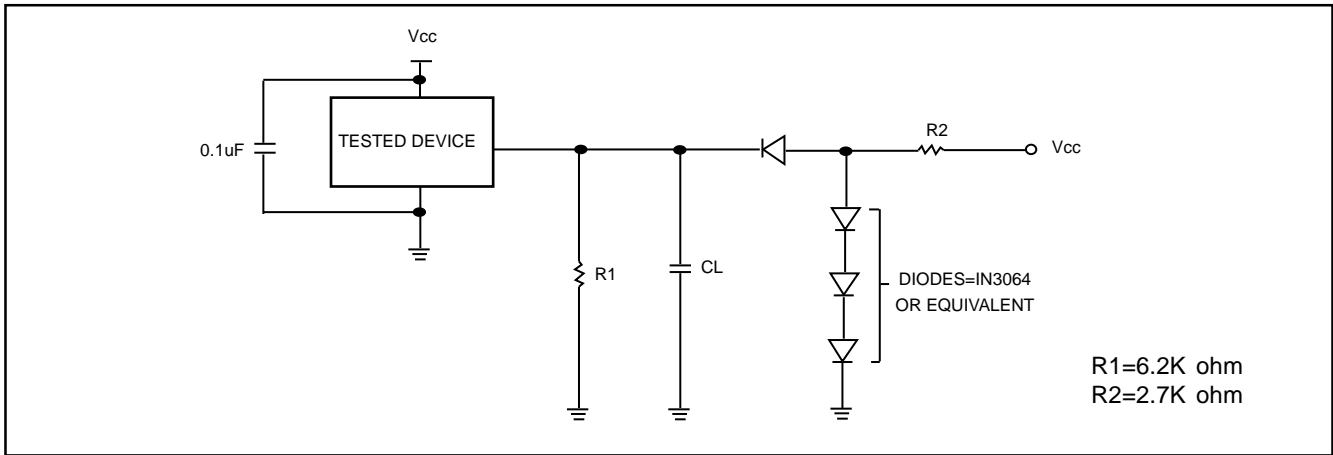 Vcc
0.1uF
TESTED DEVICE
R2
Vcc
R1
CL
DIODES=IN3064
OR EQUIVALENT
R1=6.2K ohm
R2=2.7K ohm